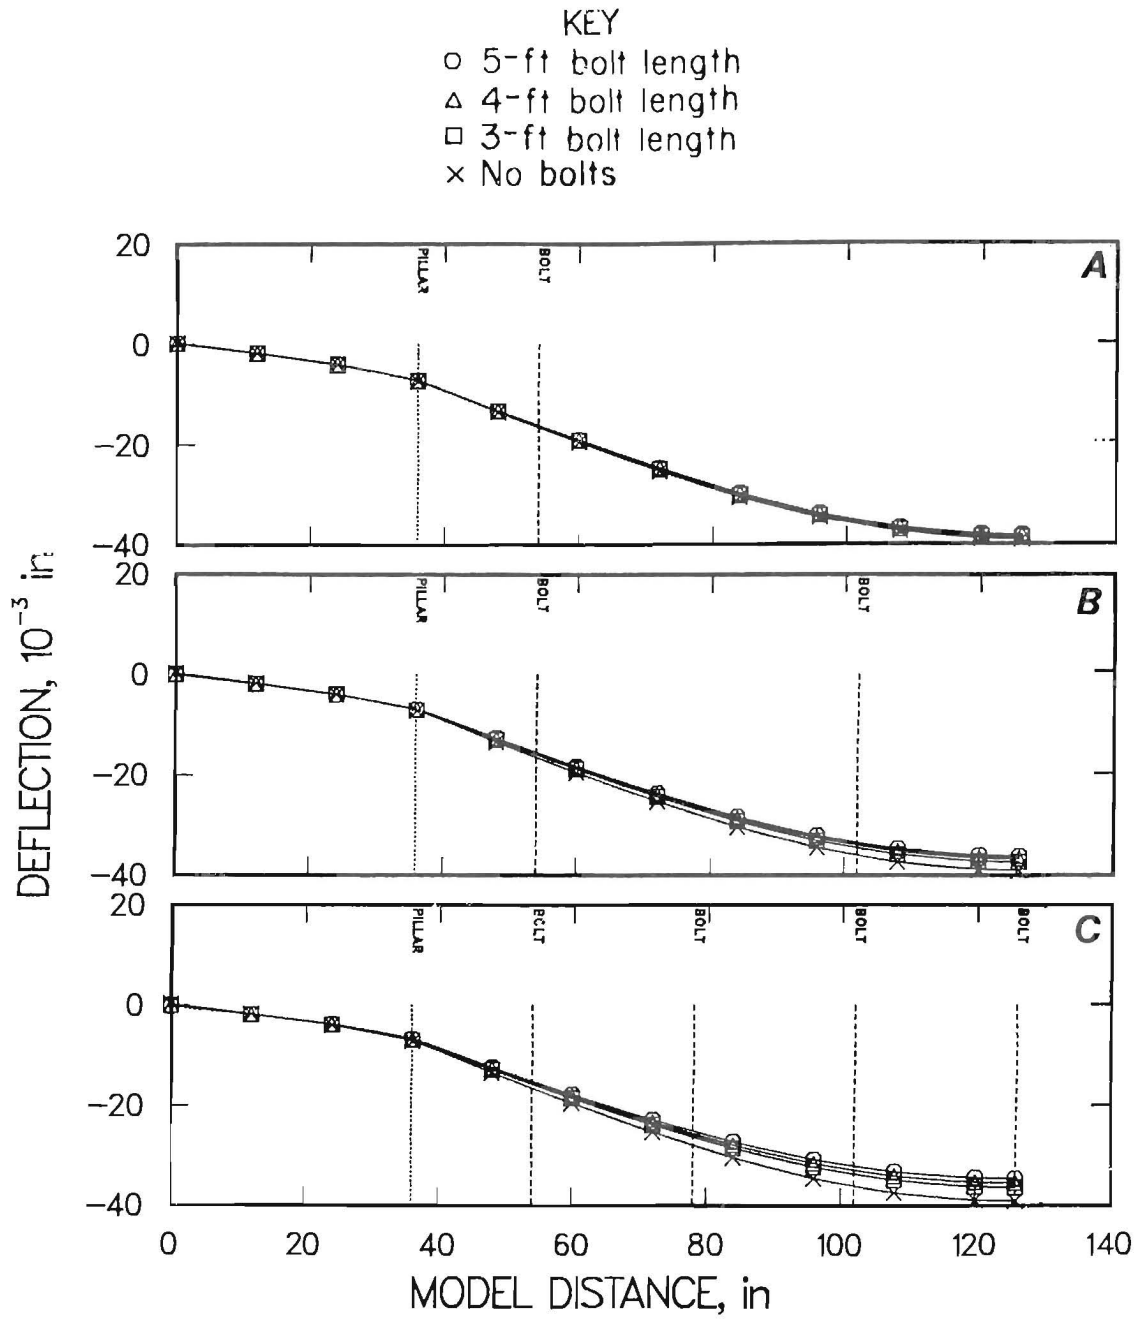 KEY
5-ft bolt length
4-ft bolt length
3-ft bolt length
No bolts
20
PILLAR
BOLT
A
0
-20
-40
20
PILLAR
BOLT
BOLT
B
0
-20
-40
20
PILLAR
BOLT
BOLT
BOLT
BOLT
C
0
-20
-40
0 20 40 60 80 100 120 140
DEFLECTION, 10⁻³ in
MODEL DISTANCE, in